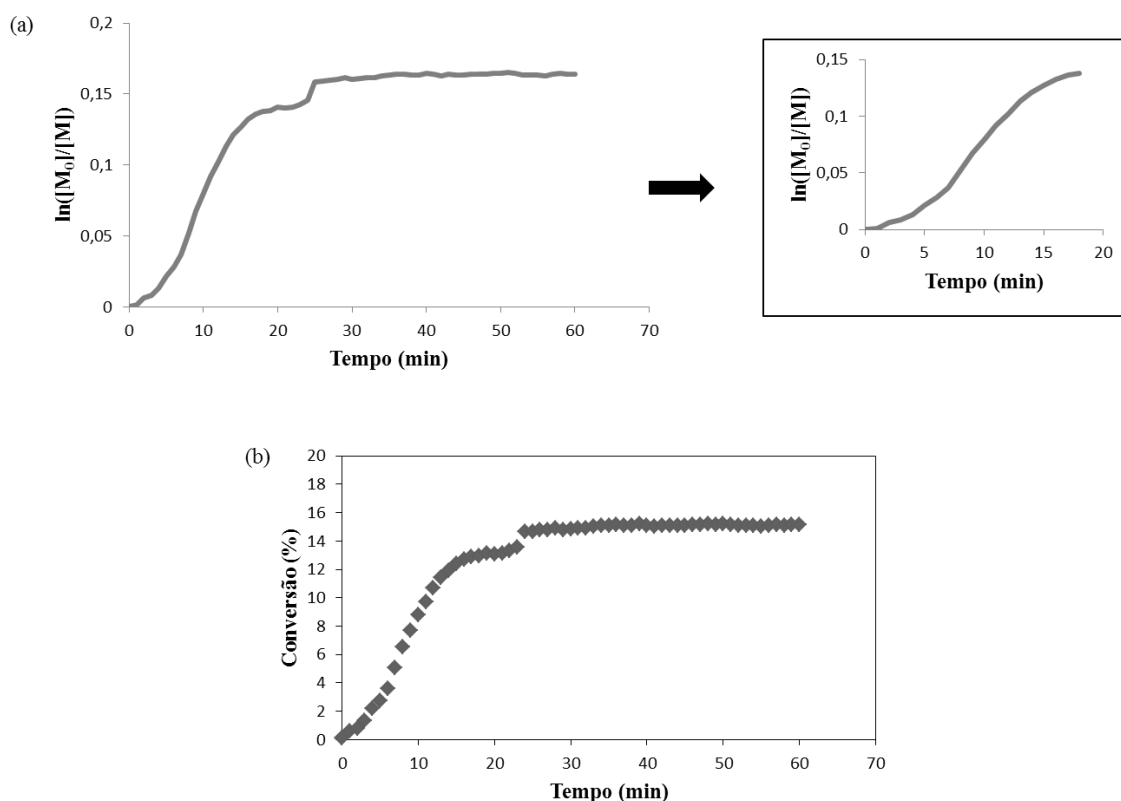 (a)
ln([M₀]/[M])
0,2
0,15
0,1
0,05
0
0 10 20 30 40 50 60 70
Tempo (min)
ln([M₀]/[M])
0,15
0,1
0,05
0
0 5 10 15 20
Tempo (min)
(b)
Conversão (%)
20
18
16
14
12
10
8
6
4
2
0
0 10 20 30 40 50 60 70
Tempo (min)